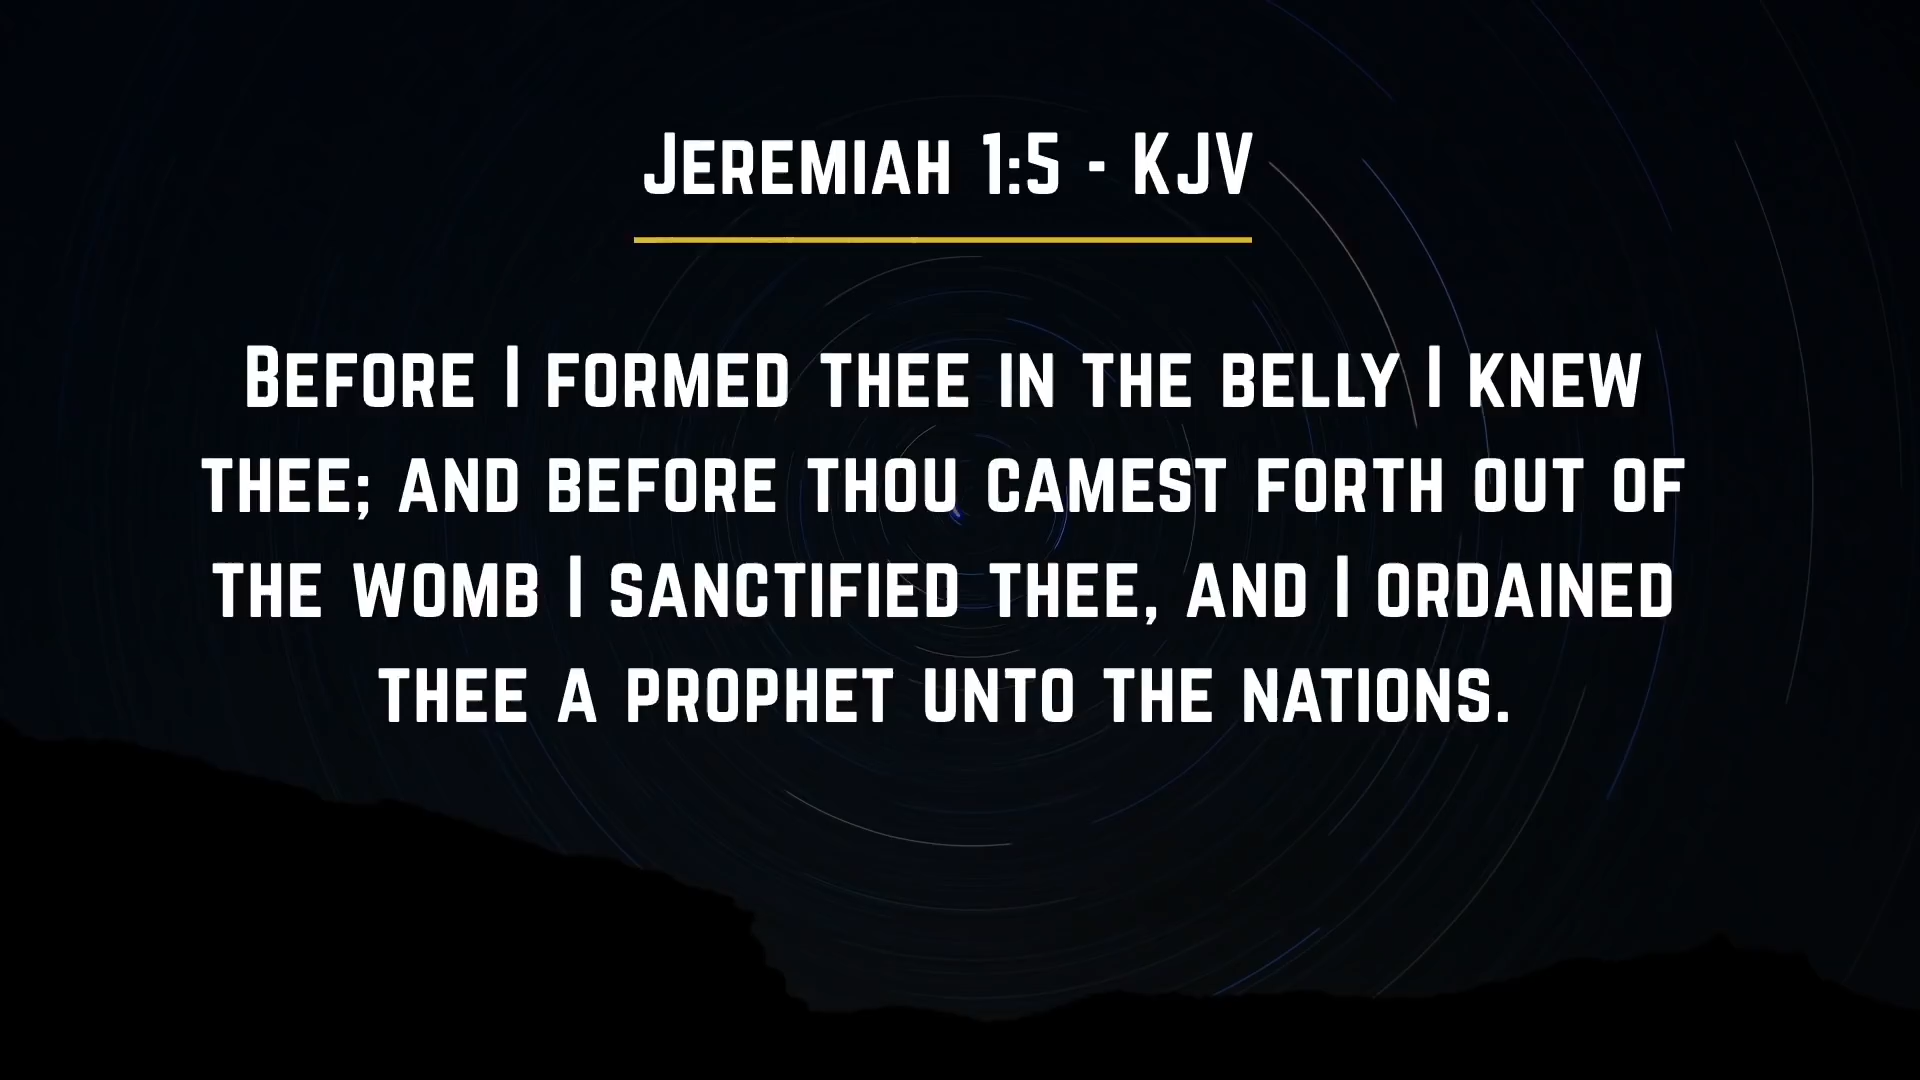 Jeremiah 1:5 - KJV
Before I formed thee in the belly I knew
thee; and before thou camest forth out of
the womb I sanctified thee, and I ordained
thee a prophet unto the nations.